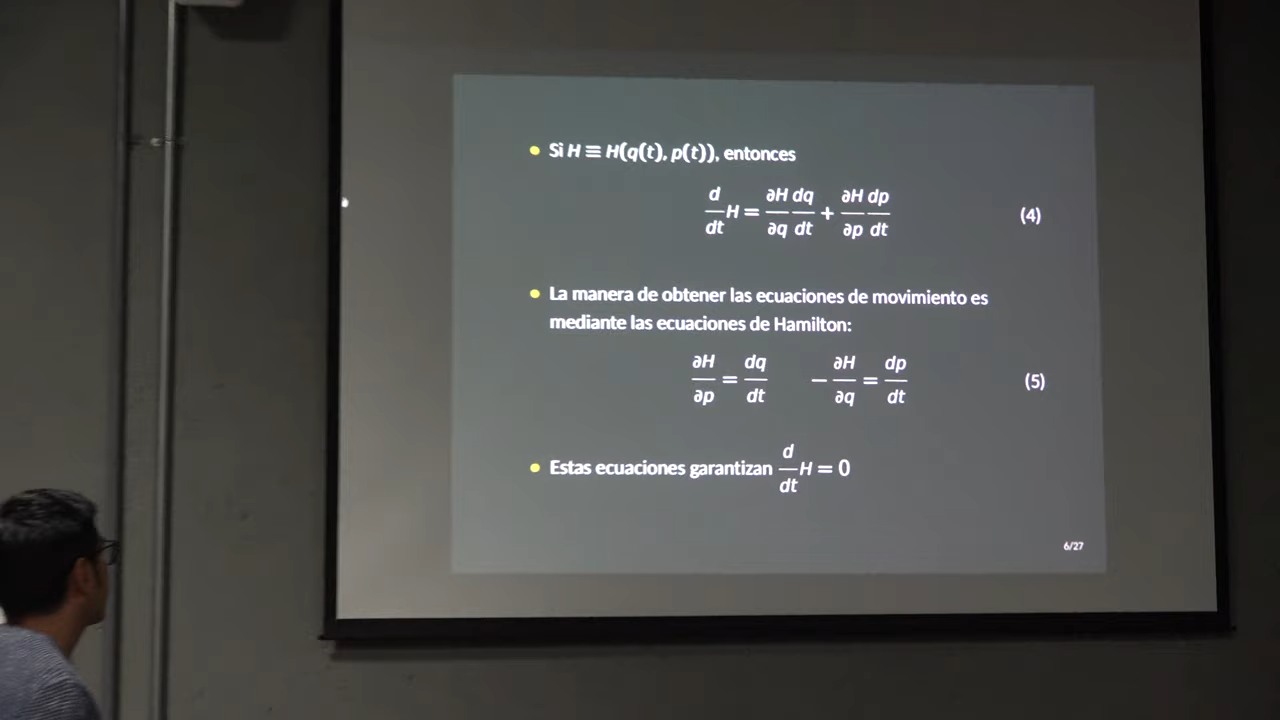 • Si H ≡ H(q(t), p(t)), entonces
d/dt H = ∂H/∂q dq/dt + ∂H/∂p dp/dt (4)
• La manera de obtener las ecuaciones de movimiento es
mediante las ecuaciones de Hamilton:
∂H/∂p = dq/dt − ∂H/∂q = dp/dt (5)
• Estas ecuaciones garantizan d/dt H = 0
6/27